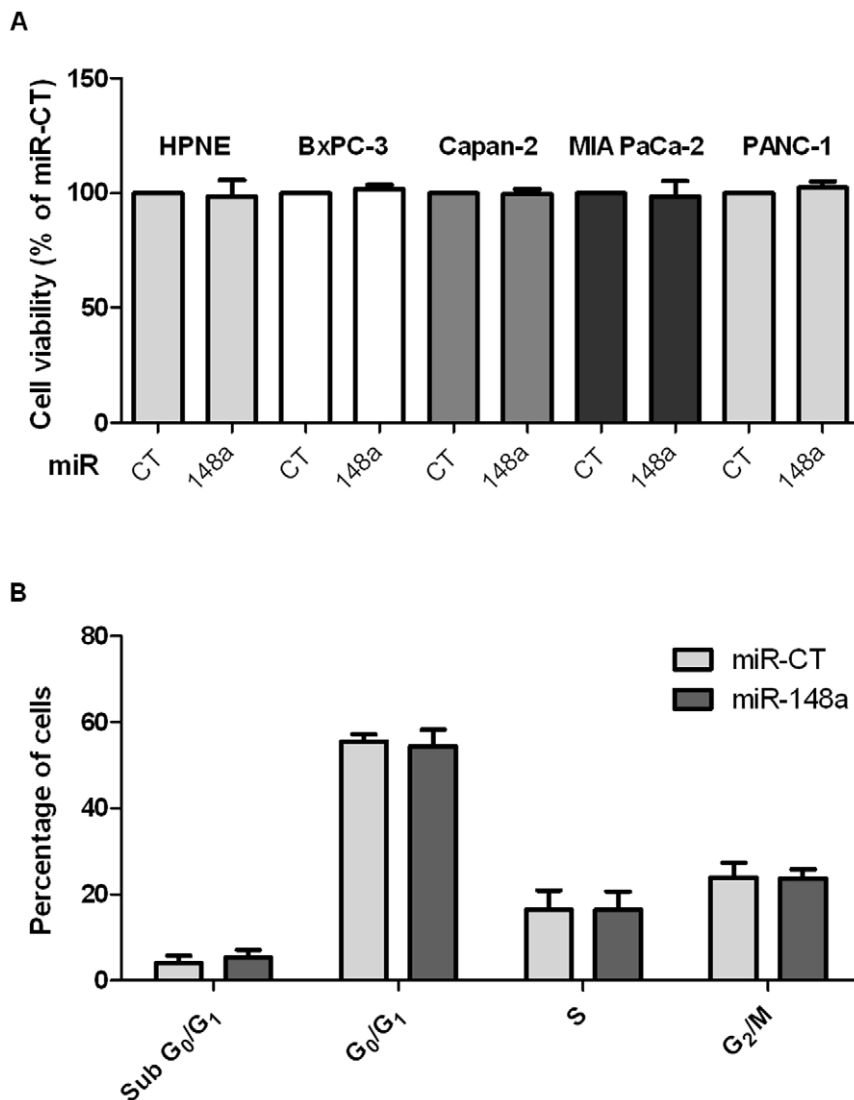 A
Cell viability (% of miR-CT)
150
100
50
0
HPNE BxPC-3 Capan-2 MIA PaCa-2 PANC-1
miR CT 148a CT 148a CT 148a CT 148a CT 148a
B
Percentage of cells
80
60
40
20
0
miR-CT
miR-148a
Sub G₀/G₁ G₀/G₁ S G₂/M